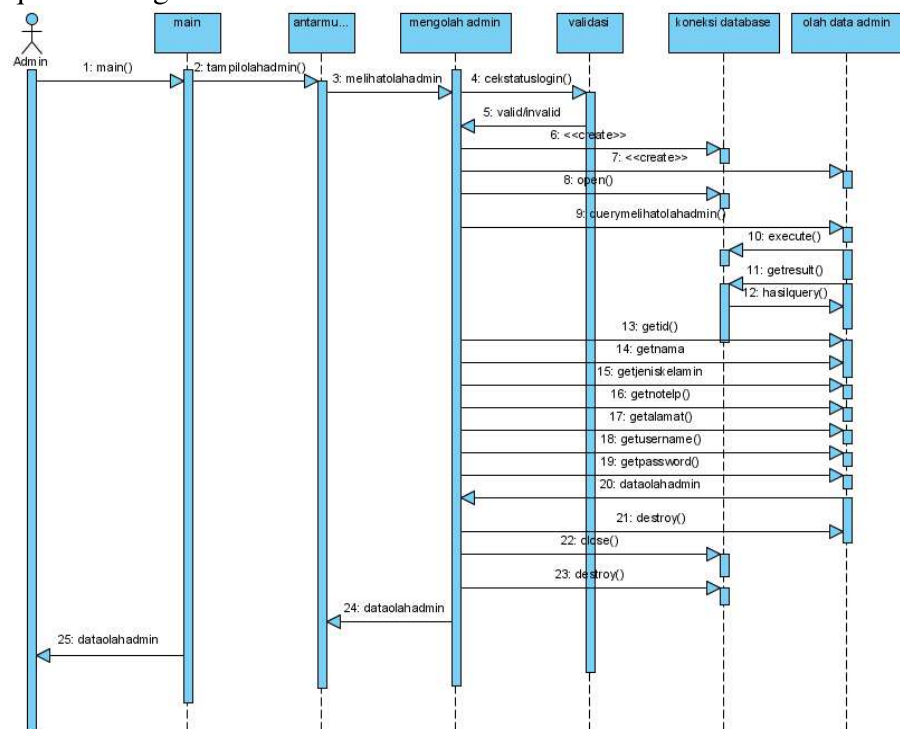 main
antarmu...
mengolah admin
validasi
koneksi database
olah data admin
Admin
1: main()
2: tampilolahadmin()
3: melihatolahadmin
4: cekstatuslogin()
5: valid/invalid
6: <<create>>
7: <<create>>
8: open()
9: querymelihatolahadmin()
10: execute()
11: getresult()
12: hasilquery()
13: getid()
14: getnama
15: getjeniskelamin
16: getnotelp()
17: getalamat()
18: getusername()
19: getpassword()
20: dataolahadmin
21: destroy()
22: close()
23: destroy()
24: dataolahadmin
25: dataolahadmin